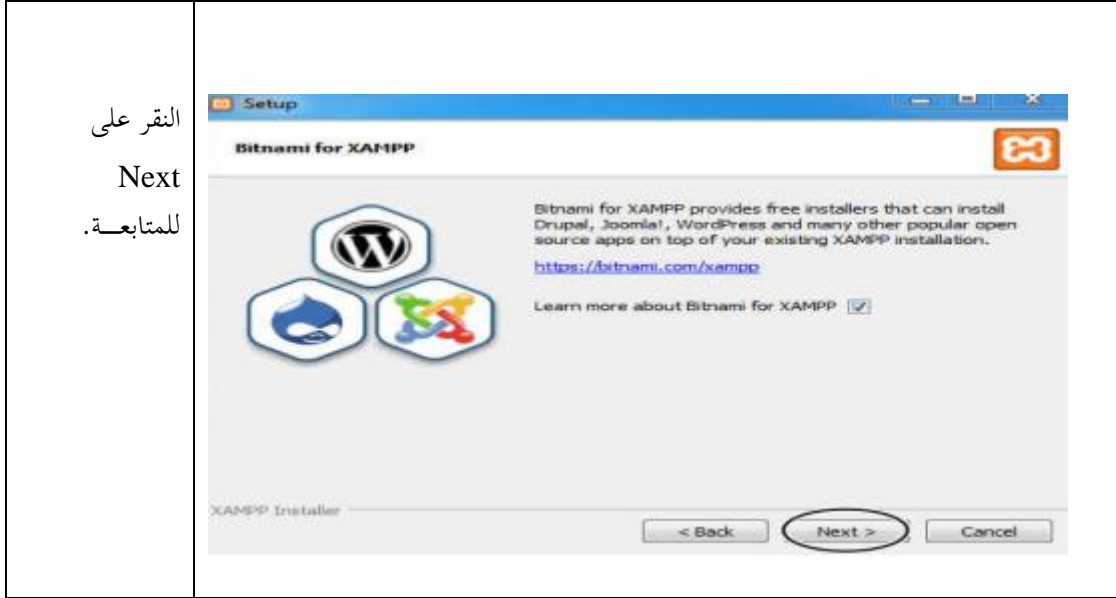 النقر على
Next
للمتابعـــة.
Setup
Bitnami for XAMPP
Bitnami for XAMPP provides free installers that can install
Drupal, Joomla!, WordPress and many other popular open
source apps on top of your existing XAMPP installation.
https://bitnami.com/xampp
Learn more about Bitnami for XAMPP
XAMPP Installer
< Back Next > Cancel